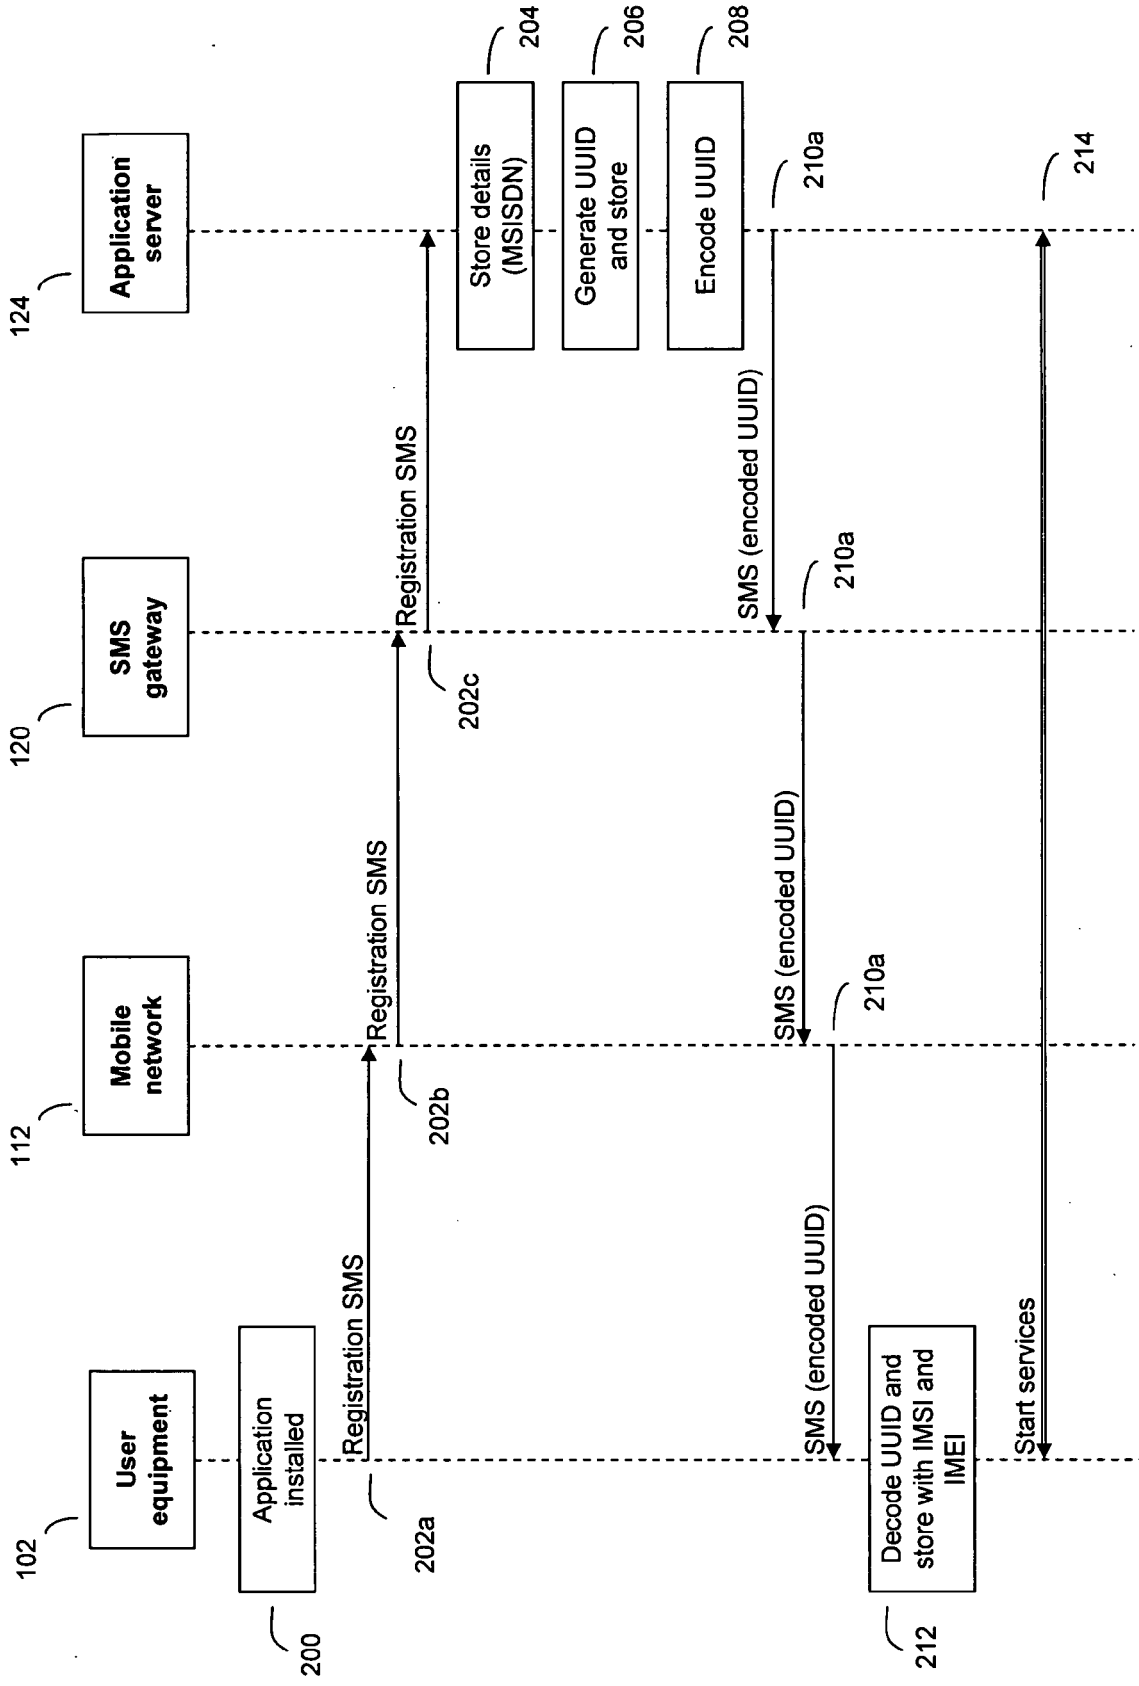 102
112
120
124
User
equipment
Mobile
network
SMS
gateway
Application
server
200
Application
installed
Registration SMS
202a
Registration SMS
202b
Registration SMS
202c
Store details
(MSISDN)
204
Generate UUID
and store
206
Encode UUID
208
SMS (encoded UUID)
210a
SMS (encoded UUID)
210a
SMS (encoded UUID)
210a
212
Decode UUID and
store with IMSI and
IMEI
Start services
214